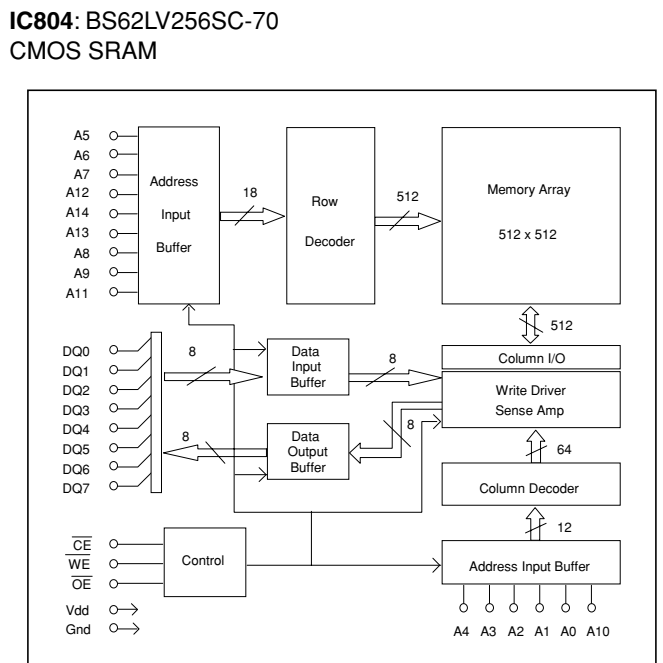 IC804: BS62LV256SC-70
CMOS SRAM
A5
A6
A7
A12
A14
A13
A8
A9
A11
Address
Input
Buffer
18
Row
Decoder
512
Memory Array
512 x 512
512
DQ0
DQ1
DQ2
DQ3
DQ4
DQ5
DQ6
DQ7
8
Data
Input
Buffer
8
Column I/O
Write Driver
Sense Amp
8
Data
Output
Buffer
8
64
Column Decoder
12
CE
WE
OE
Control
Address Input Buffer
Vdd
Gnd
A4 A3 A2 A1 A0 A10